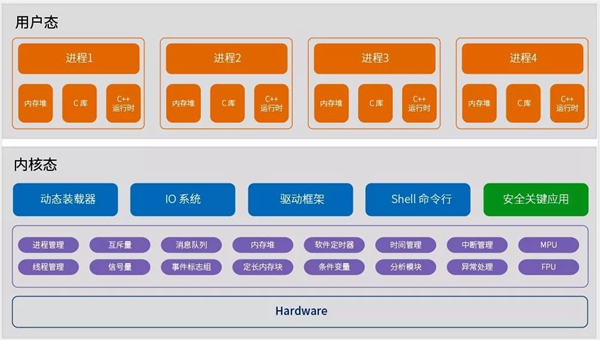 用户态
进程1 进程2 进程3 进程4
内存堆 C 库 C++ 运行时 内存堆 C 库 C++ 运行时 内存堆 C 库 C++ 运行时 内存堆 C 库 C++ 运行时
内核态
动态装载器 IO 系统 驱动框架 Shell 命令行 安全关键应用
进程管理 互斥量 消息队列 内存堆 软件定时器 时间管理 中断管理 MPU
线程管理 信号量 事件标志组 定长内存块 条件变量 分析模块 异常处理 FPU
Hardware